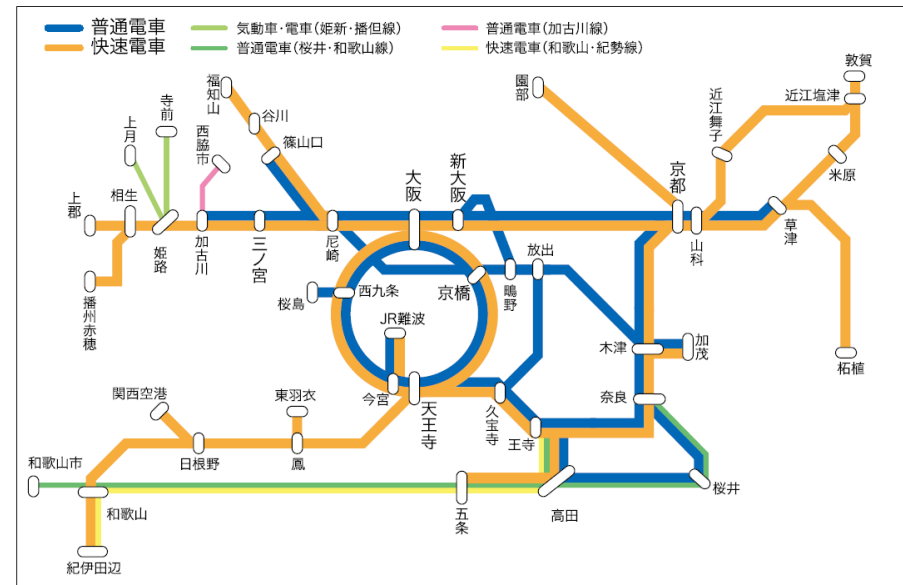 普通電車
快速電車
気動車・電車(姫新・播但線)
普通電車(桜井・和歌山線)
普通電車(加古川線)
快速電車(和歌山・紀勢線)
敦賀
近江塩津
福知山
園部
近江舞子
寺前
谷川
上月
西脇市
篠山口
米原
新大阪
大阪
京都
相生
上郡
姫路
加古川
三ノ宮
尼崎
山科
草津
放出
京橋
鴫野
播州赤穂
桜島
西九条
JR難波
木津
加茂
柘植
今宮
天王寺
久宝寺
奈良
王寺
関西空港
東羽衣
日根野
鳳
和歌山市
和歌山
五条
高田
桜井
紀伊田辺